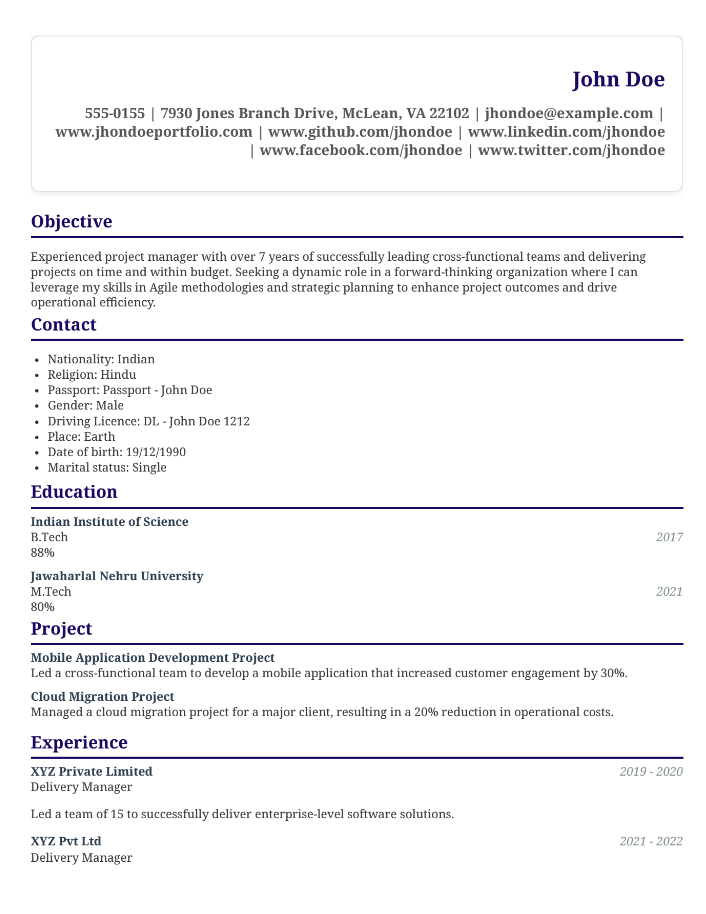 John Doe
555-0155 | 7930 Jones Branch Drive, McLean, VA 22102 | jhondoe@example.com |
www.jhondoeportfolio.com | www.github.com/jhondoe | www.linkedin.com/jhondoe
| www.facebook.com/jhondoe | www.twitter.com/jhondoe
Objective
Experienced project manager with over 7 years of successfully leading cross-functional teams and delivering
projects on time and within budget. Seeking a dynamic role in a forward-thinking organization where I can
leverage my skills in Agile methodologies and strategic planning to enhance project outcomes and drive
operational efficiency.
Contact
• Nationality: Indian
• Religion: Hindu
• Passport: Passport - John Doe
• Gender: Male
• Driving Licence: DL - John Doe 1212
• Place: Earth
• Date of birth: 19/12/1990
• Marital status: Single
Education
Indian Institute of Science
B.Tech 2017
88%
Jawaharlal Nehru University
M.Tech 2021
80%
Project
Mobile Application Development Project
Led a cross-functional team to develop a mobile application that increased customer engagement by 30%.
Cloud Migration Project
Managed a cloud migration project for a major client, resulting in a 20% reduction in operational costs.
Experience
XYZ Private Limited 2019 - 2020
Delivery Manager
Led a team of 15 to successfully deliver enterprise-level software solutions.
XYZ Pvt Ltd 2021 - 2022
Delivery Manager